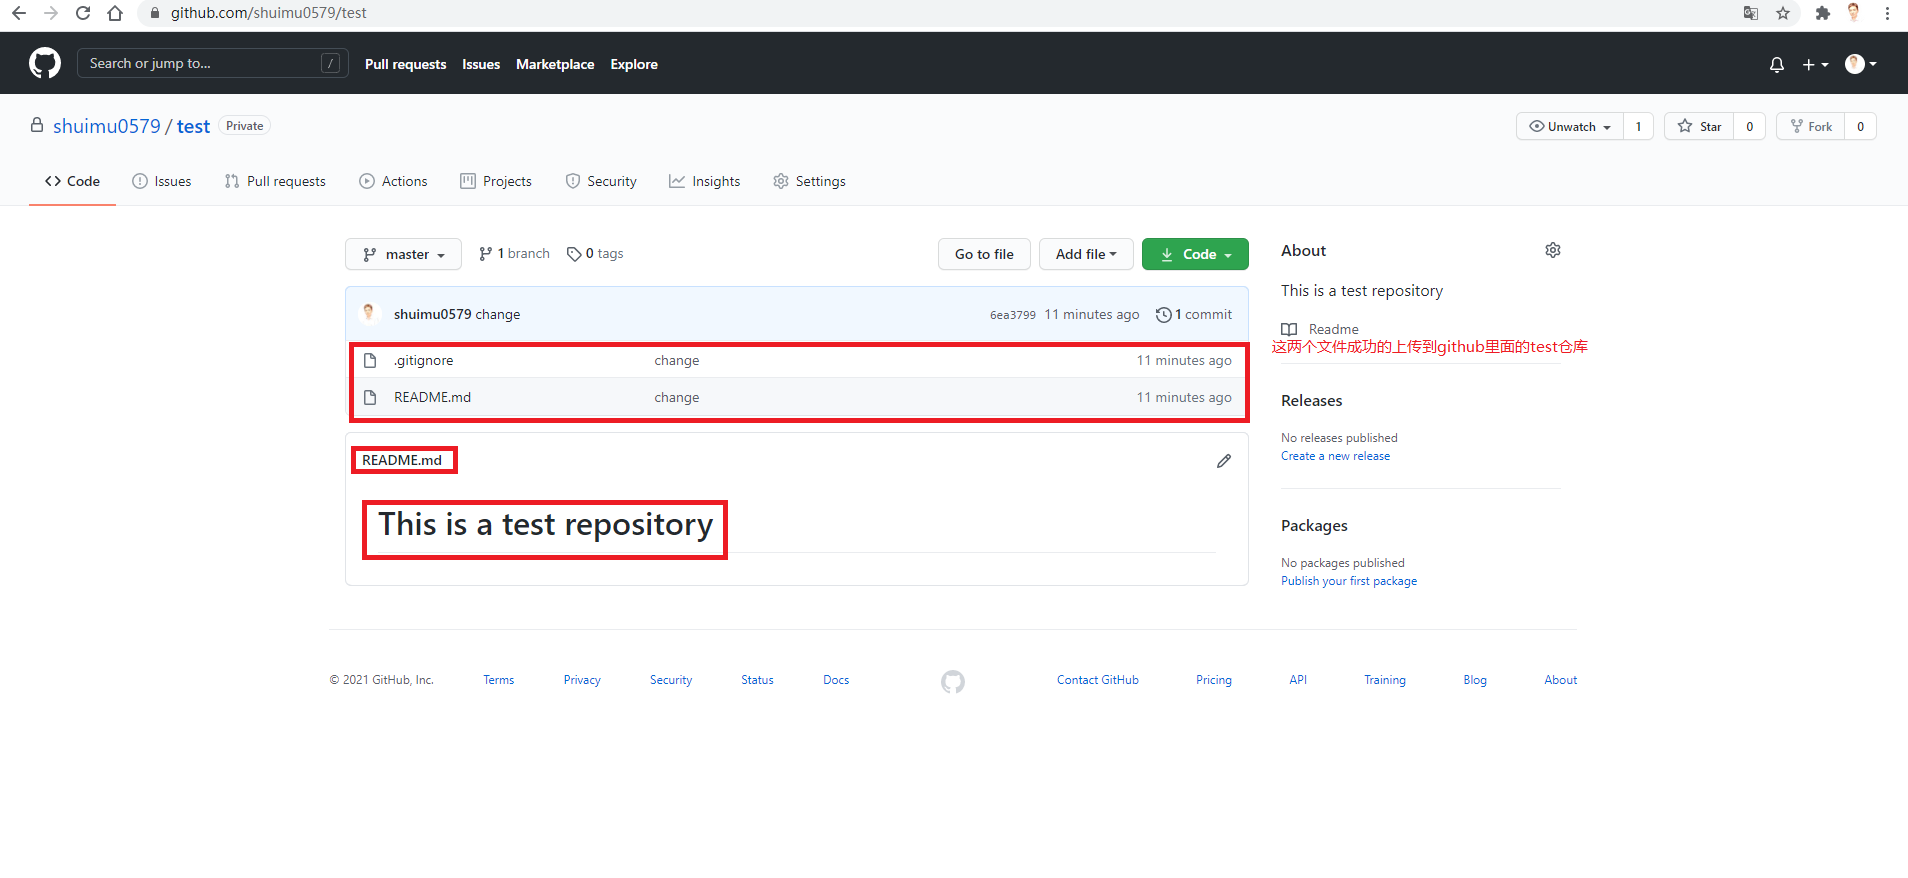 github.com/shuimu0579/test
Search or jump to... / Pull requests Issues Marketplace Explore
shuimu0579 / test Private Unwatch 1 Star 0 Fork 0
Code Issues Pull requests Actions Projects Security Insights Settings
master 1 branch 0 tags Go to file Add file Code
shuimu0579 change 6ea3799 11 minutes ago 1 commit
.gitignore change 11 minutes ago
README.md change 11 minutes ago
README.md
This is a test repository
About
This is a test repository
Readme
这两个文件成功的上传到github里面的test仓库
Releases
No releases published
Create a new release
Packages
No packages published
Publish your first package
© 2021 GitHub, Inc. Terms Privacy Security Status Docs Contact GitHub Pricing API Training Blog About